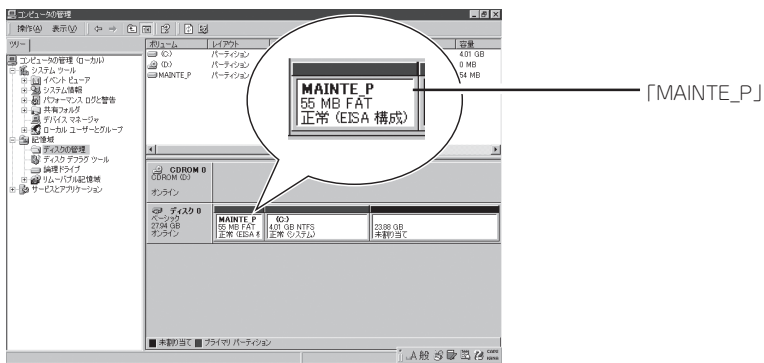 コンピュータの管理
操作(A) 表示(V)
ツリー
コンピュータの管理 (ローカル)
システム ツール
イベント ビューア
システム情報
パフォーマンス ログと警告
共有フォルダ
デバイス マネージャ
ローカル ユーザーとグループ
記憶域
ディスクの管理
ディスク デフラグ ツール
論理ドライブ
リムーバブル記憶域
サービスとアプリケーション
ボリューム レイアウト 容量
(C:) パーティション 4.01 GB
(D:) パーティション 0 MB
MAINTE_P パーティション 54 MB
MAINTE_P
55 MB FAT
正常 (EISA 構成)
「MAINTE_P」
CDROM 0
CDROM (D:)
オンライン
ディスク 0
ベーシック
27.94 GB
オンライン
MAINTE_P
55 MB FAT
正常 (EISA 構
(C:)
4.01 GB NTFS
正常 (システム)
23.88 GB
未割り当て
未割り当て プライマリ パーティション
A 般
CAPS
KANA